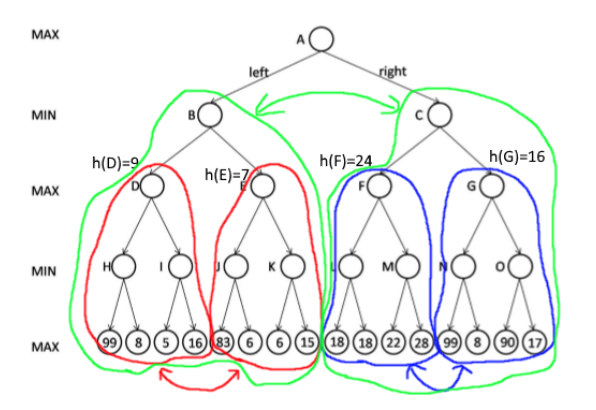 MAX A
left right
MIN B C
h(D)=9 h(E)=7 h(F)=24 h(G)=16
MAX D E F G
MIN H I J K L M N O
MAX 99 8 5 16 83 6 6 15 18 18 22 28 99 8 90 17